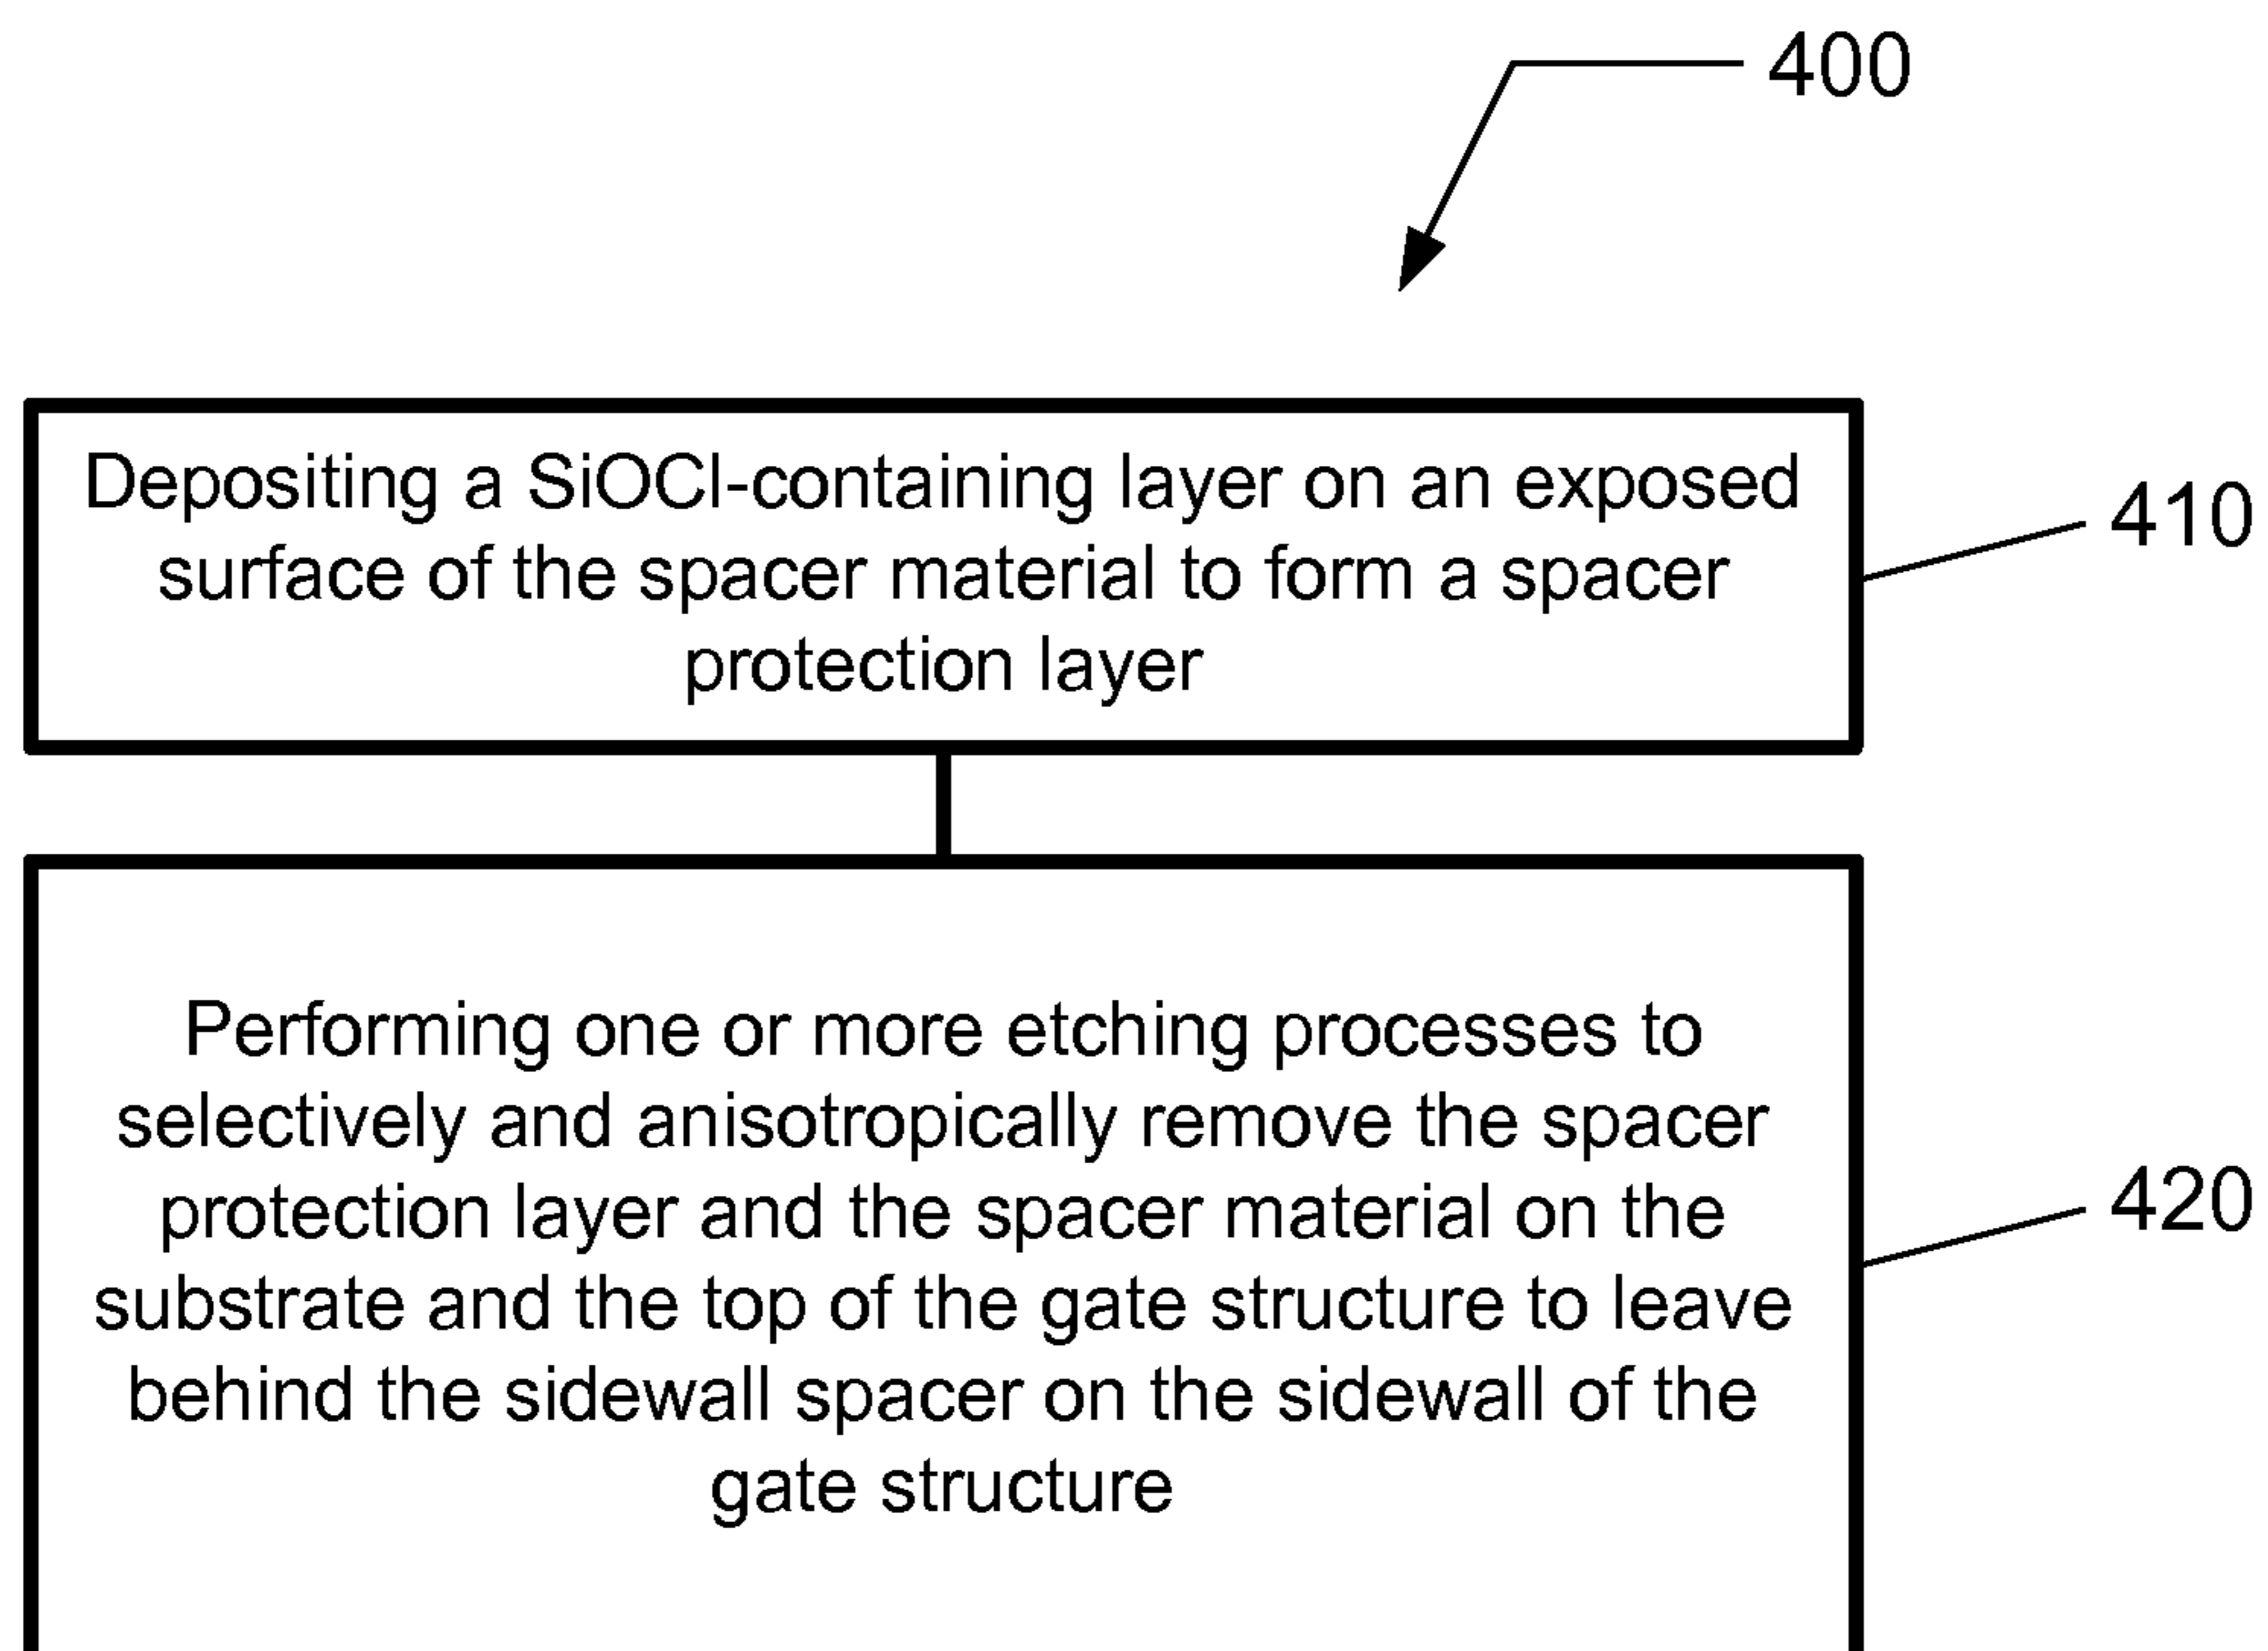 400
Depositing a SiOCl-containing layer on an exposed
surface of the spacer material to form a spacer
protection layer
410
Performing one or more etching processes to
selectively and anisotropically remove the spacer
protection layer and the spacer material on the
substrate and the top of the gate structure to leave
behind the sidewall spacer on the sidewall of the
gate structure
420